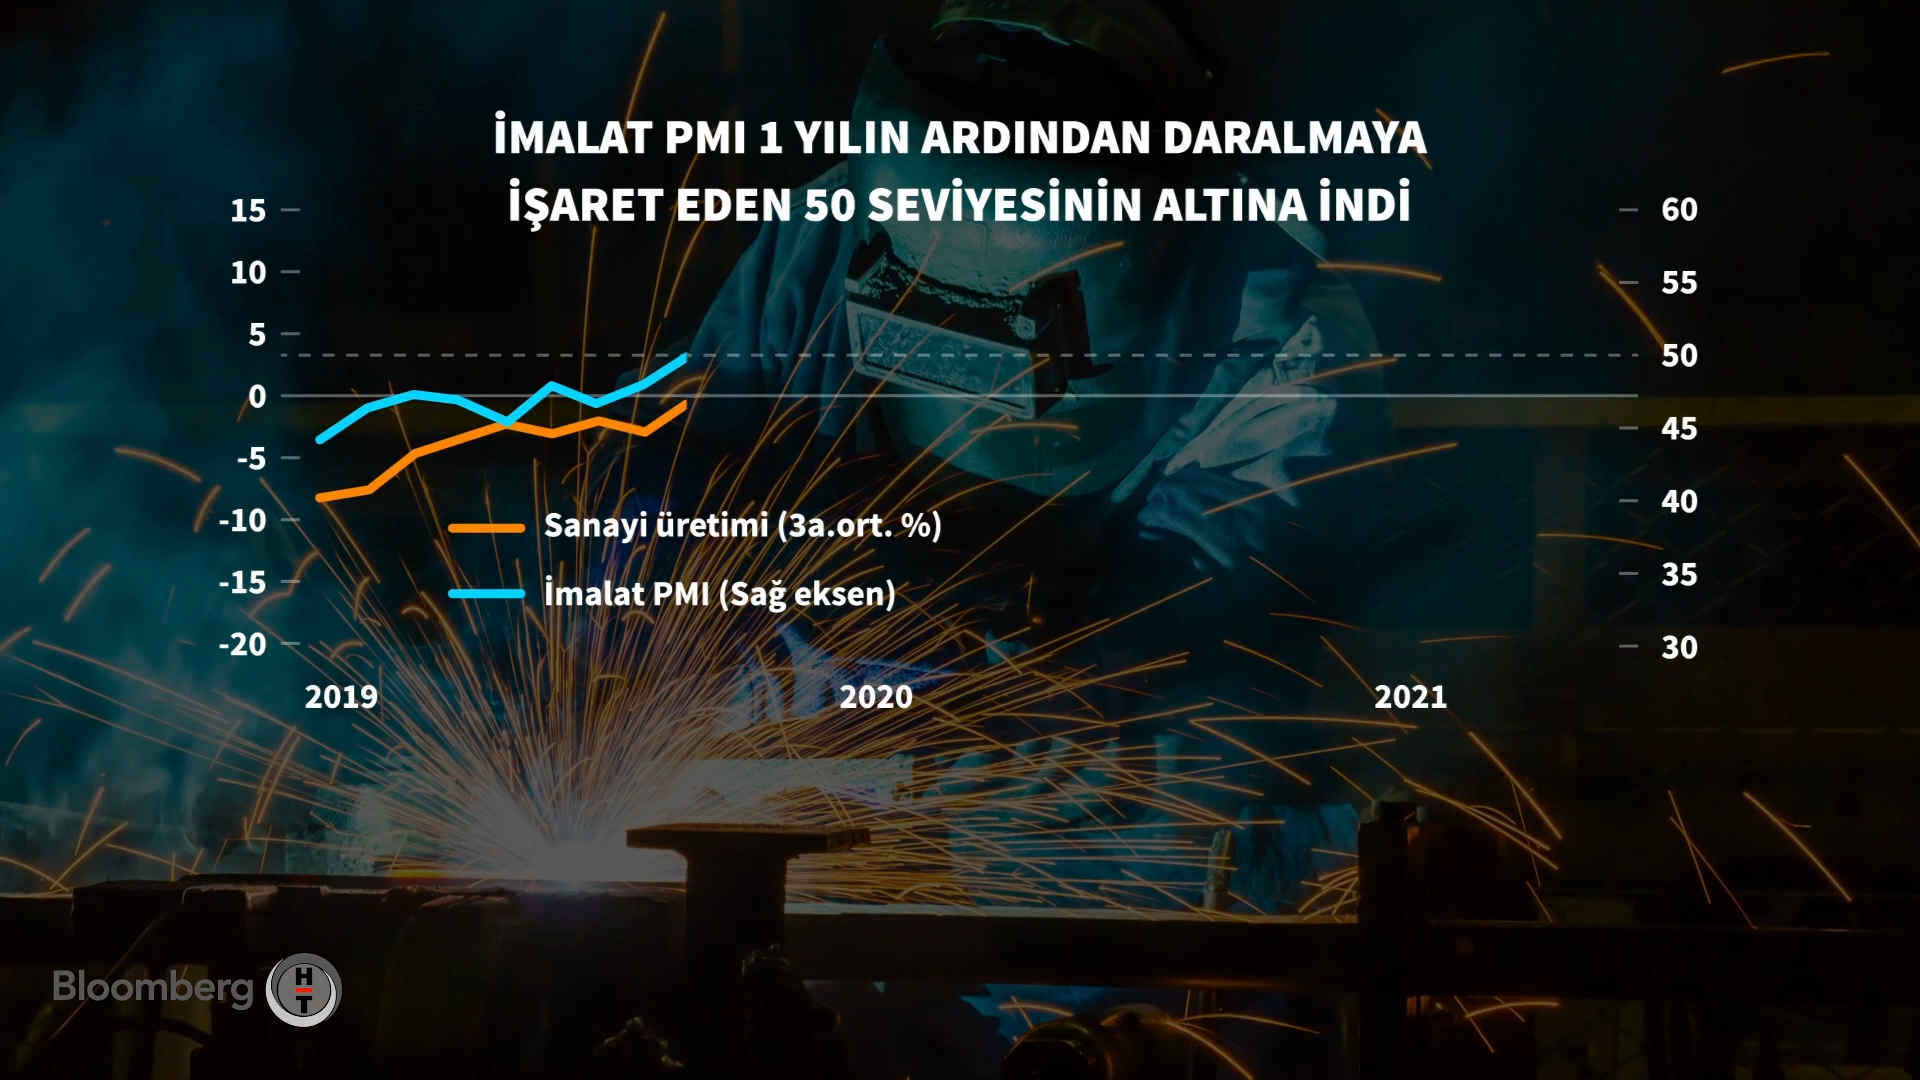 İMALAT PMI 1 YILIN ARDINDAN DARALMAYA
İŞARET EDEN 50 SEVİYESİNİN ALTINA İNDİ
15
10
5
0
-5
-10
-15
-20
60
55
50
45
40
35
30
Sanayi üretimi (3a.ort. %)
İmalat PMI (Sağ eksen)
2019 2020 2021
Bloomberg HT